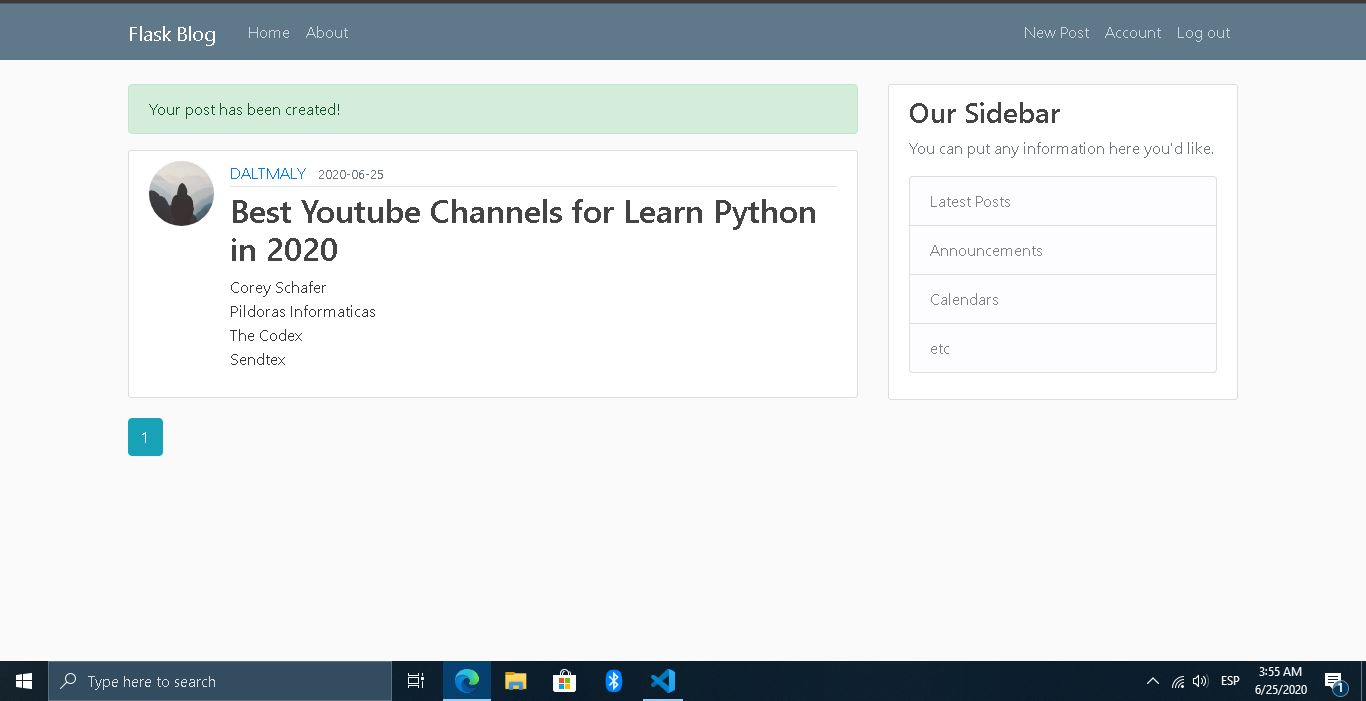 Flask Blog Home About New Post Account Log out
Your post has been created!
DALTMALY 2020-06-25
Best Youtube Channels for Learn Python
in 2020
Corey Schafer
Pildoras Informaticas
The Codex
Sendtex
1
Our Sidebar
You can put any information here you'd like.
Latest Posts
Announcements
Calendars
etc
Type here to search
ESP
3:55 AM
6/25/2020
1